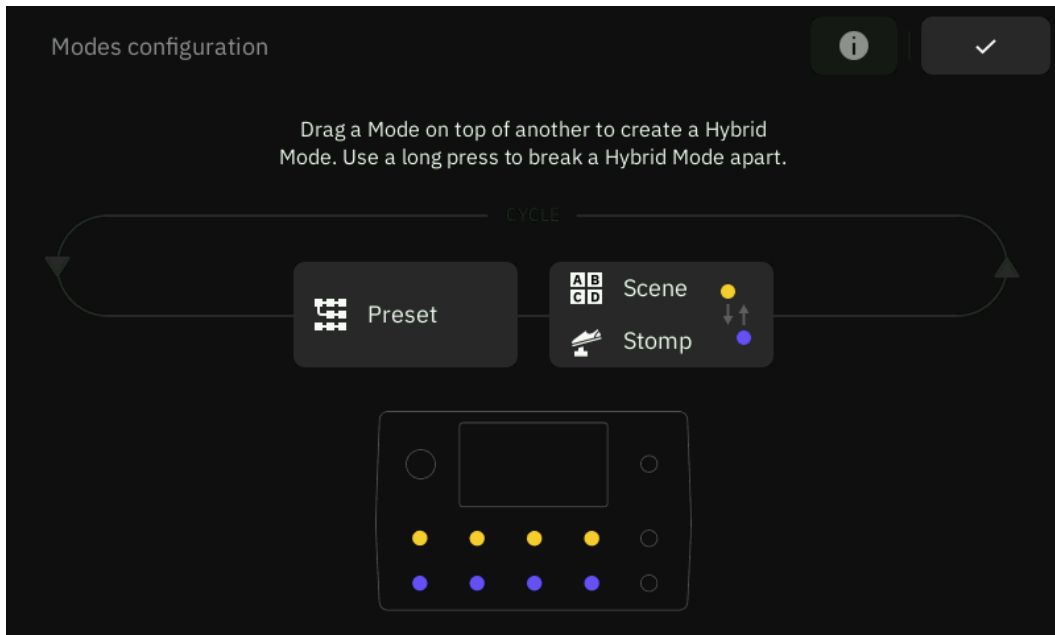 Modes configuration
Drag a Mode on top of another to create a Hybrid
Mode. Use a long press to break a Hybrid Mode apart.
CYCLE
Preset
A B
C D
Scene
Stomp